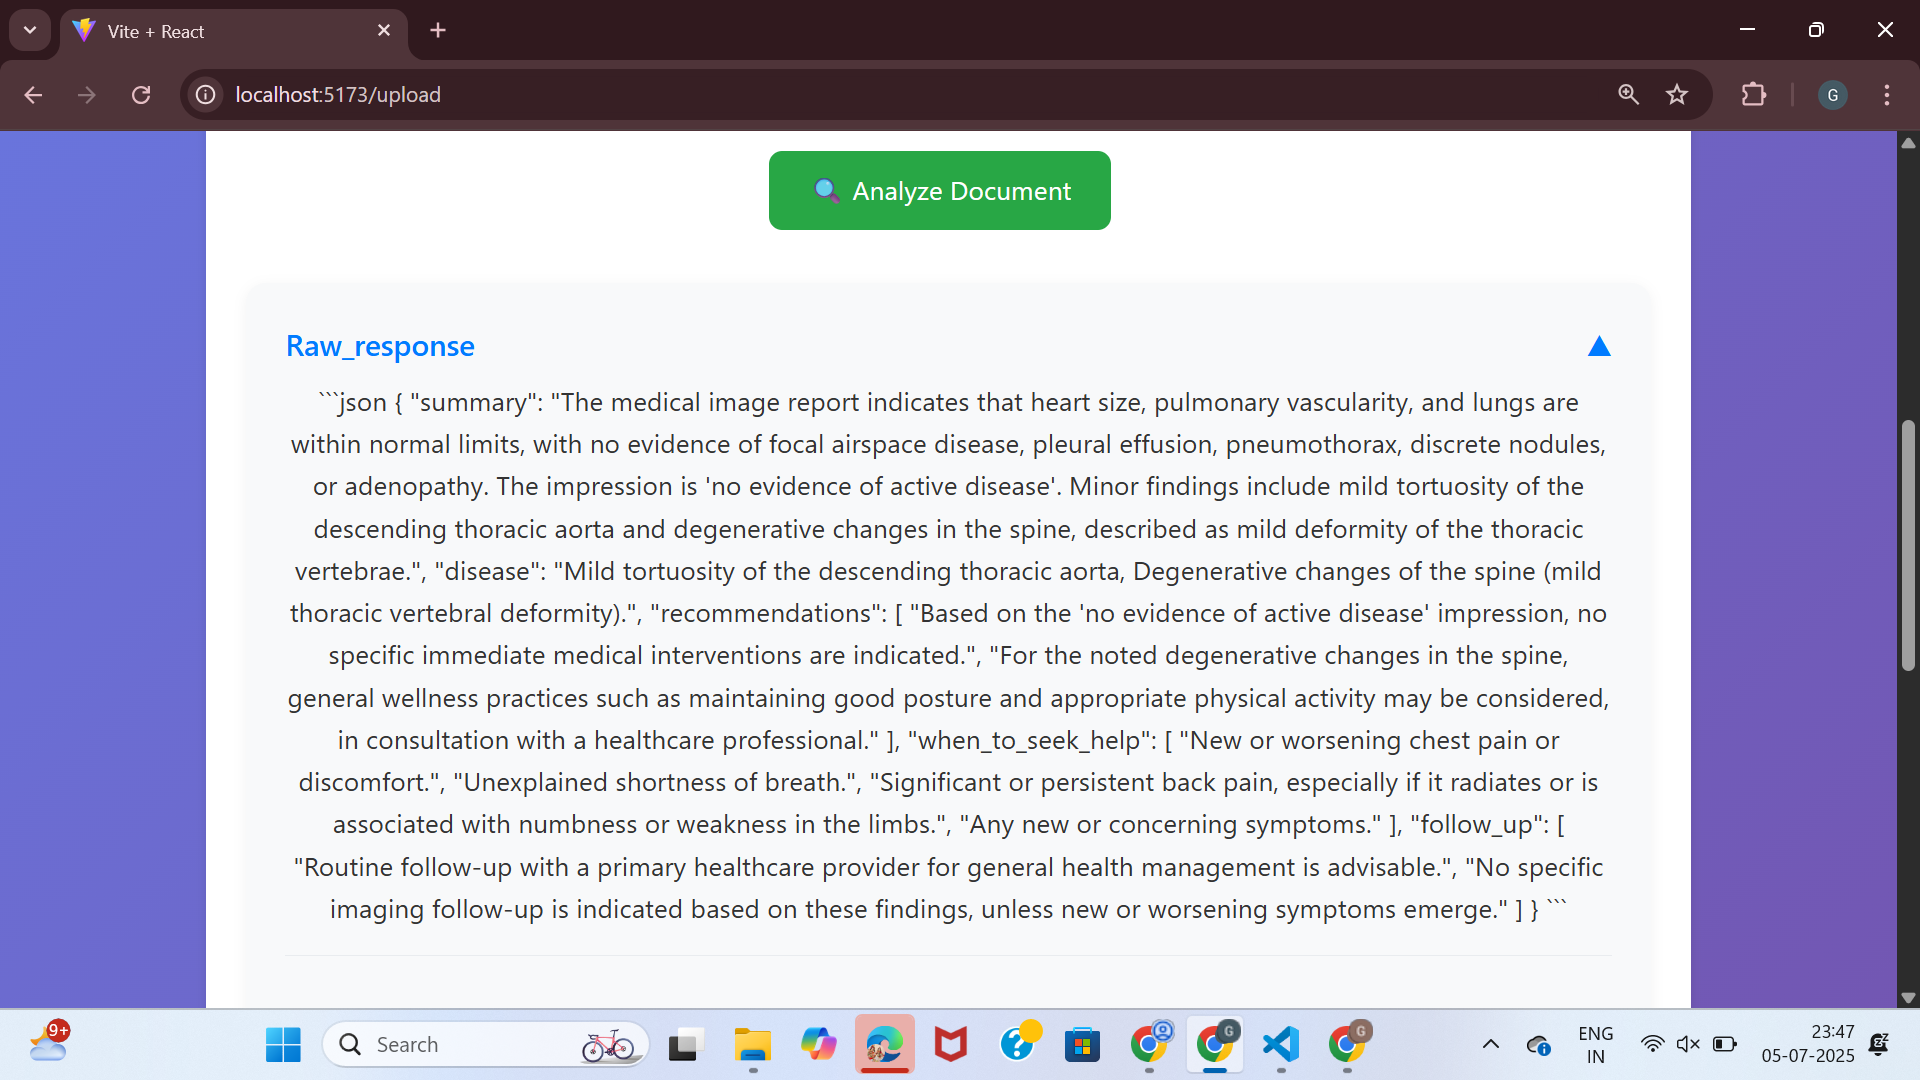 Vite + React
localhost:5173/upload
G
🔍 Analyze Document
Raw_response
```json { "summary": "The medical image report indicates that heart size, pulmonary vascularity, and lungs are
within normal limits, with no evidence of focal airspace disease, pleural effusion, pneumothorax, discrete nodules,
or adenopathy. The impression is 'no evidence of active disease'. Minor findings include mild tortuosity of the
descending thoracic aorta and degenerative changes in the spine, described as mild deformity of the thoracic
vertebrae.", "disease": "Mild tortuosity of the descending thoracic aorta, Degenerative changes of the spine (mild
thoracic vertebral deformity).", "recommendations": [ "Based on the 'no evidence of active disease' impression, no
specific immediate medical interventions are indicated.", "For the noted degenerative changes in the spine,
general wellness practices such as maintaining good posture and appropriate physical activity may be considered,
in consultation with a healthcare professional." ], "when_to_seek_help": [ "New or worsening chest pain or
discomfort.", "Unexplained shortness of breath.", "Significant or persistent back pain, especially if it radiates or is
associated with numbness or weakness in the limbs.", "Any new or concerning symptoms." ], "follow_up": [
"Routine follow-up with a primary healthcare provider for general health management is advisable.", "No specific
imaging follow-up is indicated based on these findings, unless new or worsening symptoms emerge." ] } ```
9+
Search
G
G
ENG
IN
23:47
05-07-2025